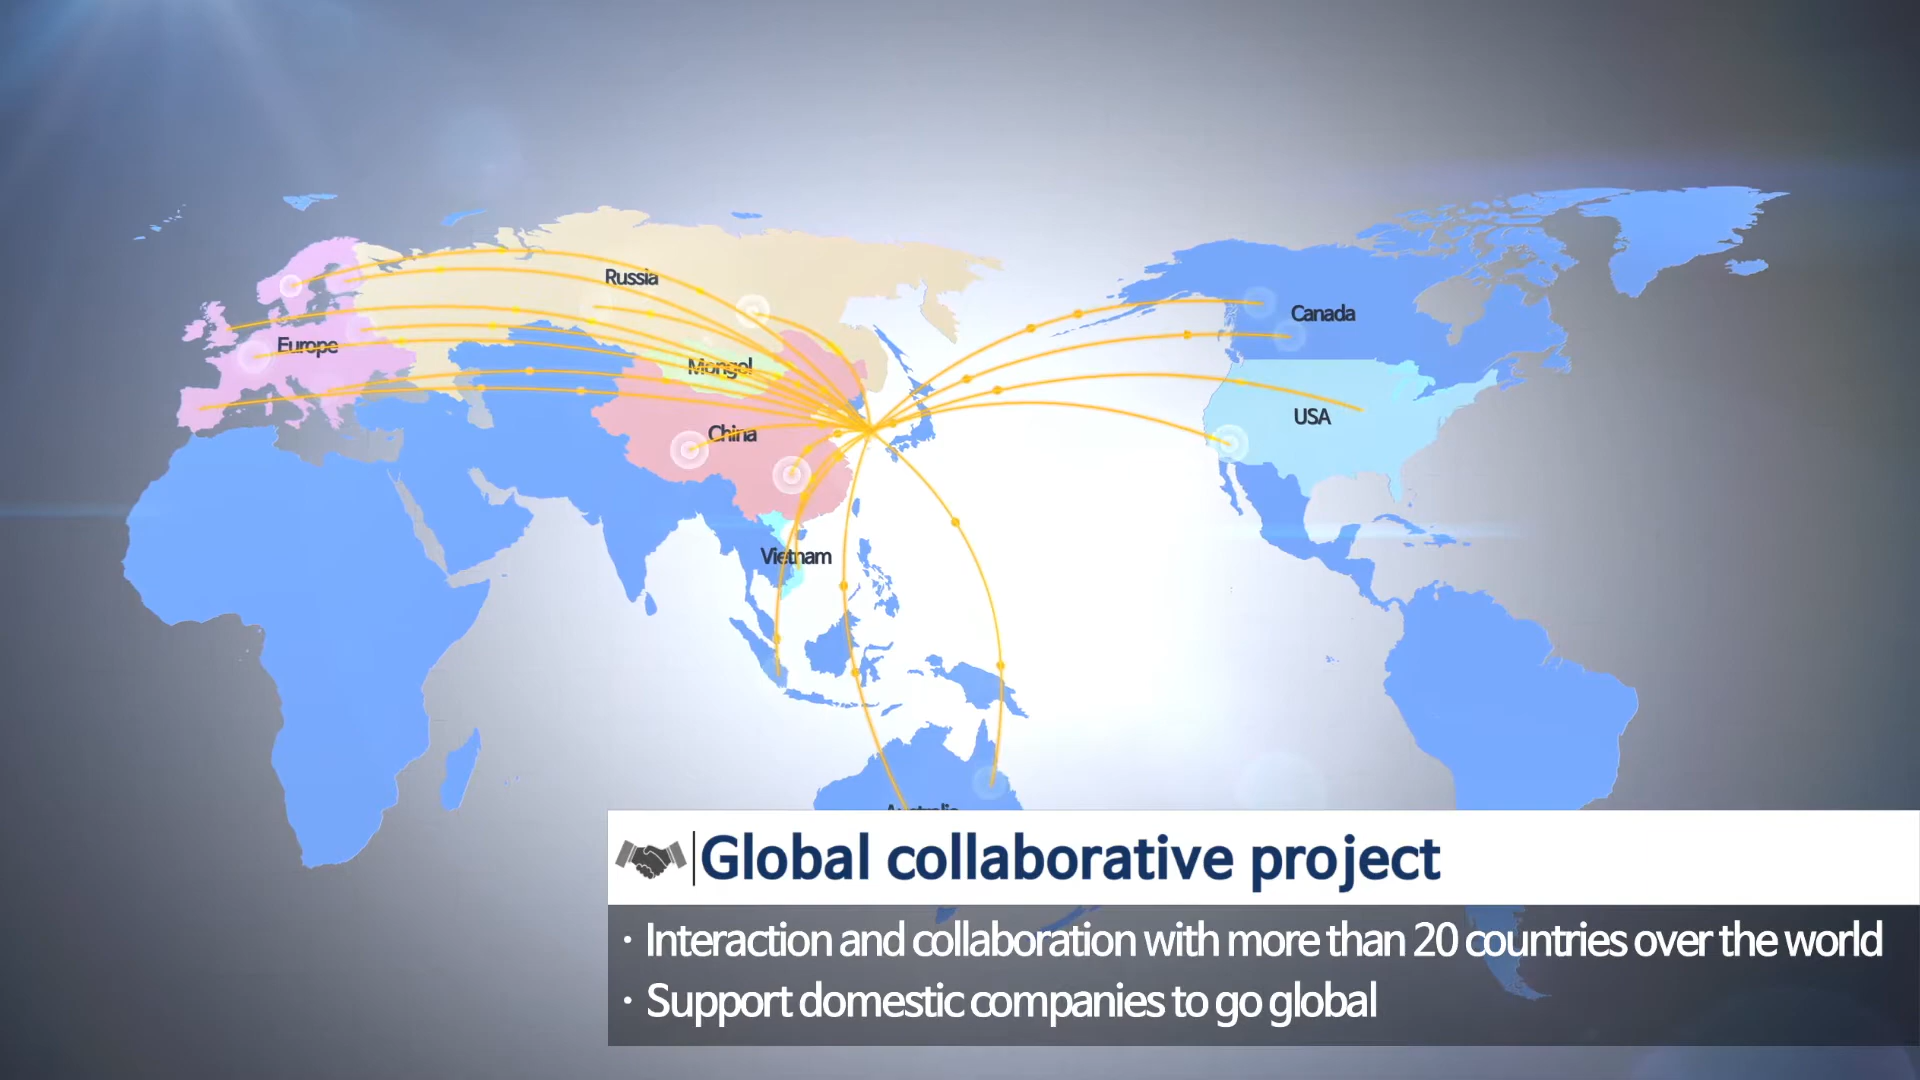 Russia
Canada
Europe
Mongol
USA
China
Vietnam
Global collaborative project
· Interaction and collaboration with more than 20 countries over the world
· Support domestic companies to go global